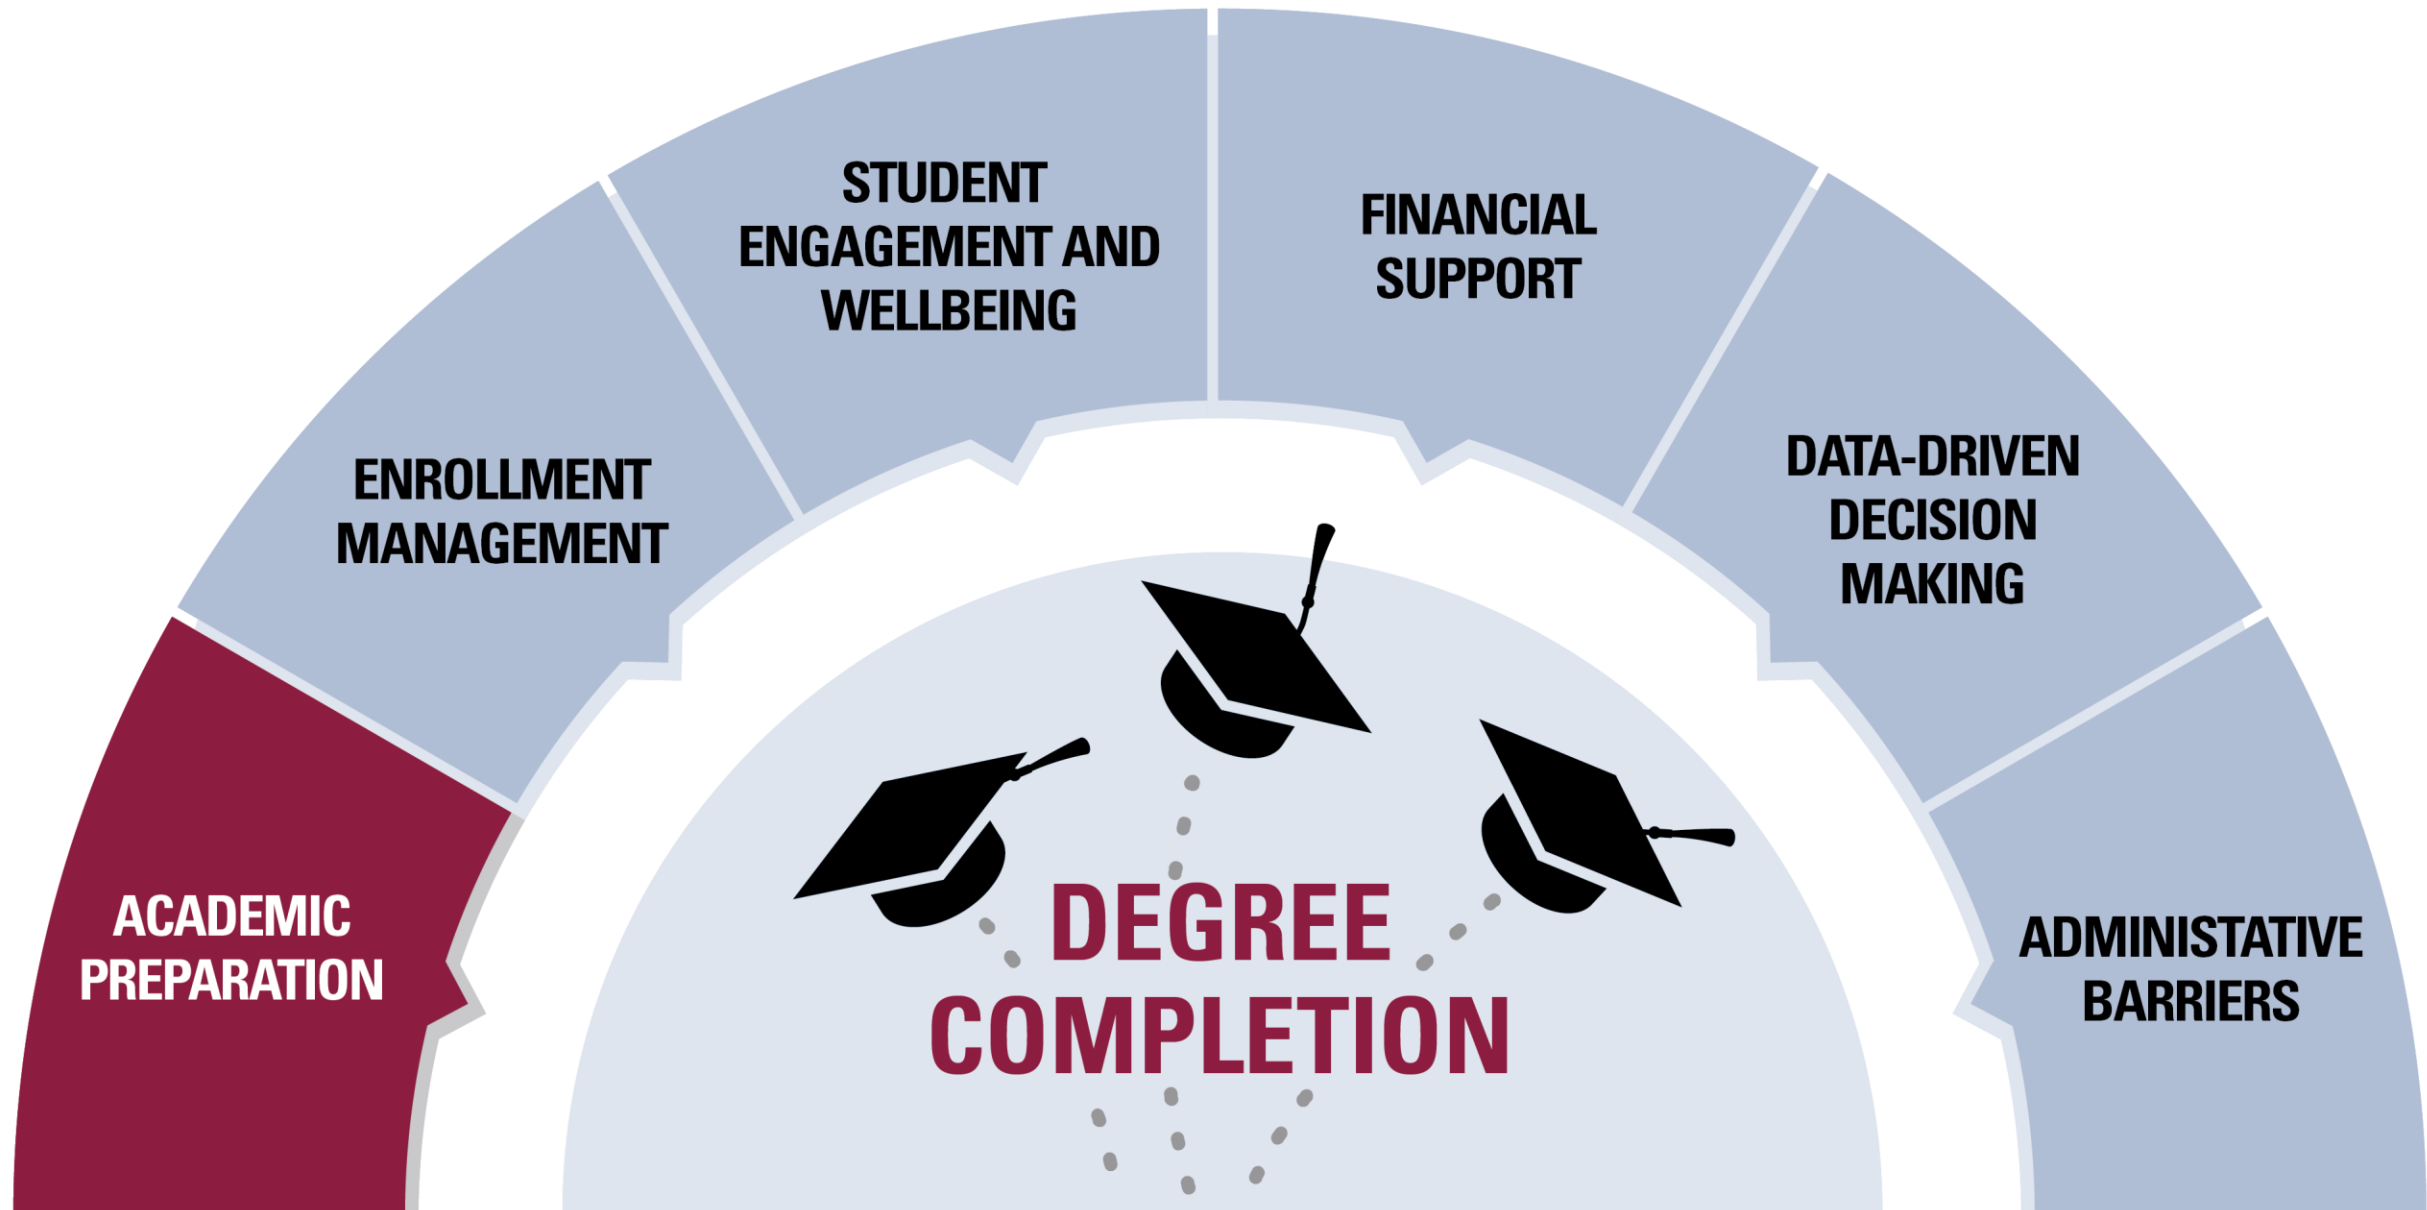 ACADEMIC
PREPARATION
ENROLLMENT
MANAGEMENT
STUDENT
ENGAGEMENT AND
WELLBEING
FINANCIAL
SUPPORT
DATA-DRIVEN
DECISION
MAKING
ADMINISTATIVE
BARRIERS
DEGREE
COMPLETION